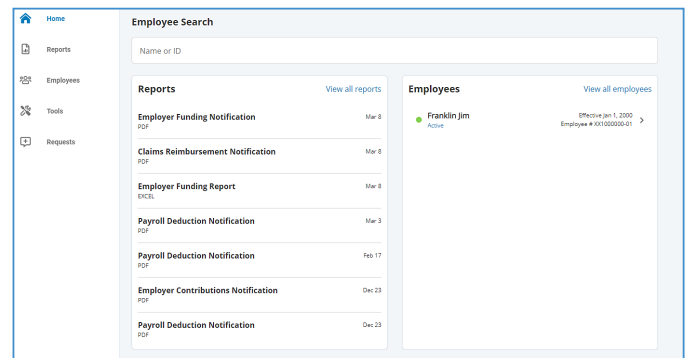 Home
Reports
Employees
Tools
Requests
Employee Search
Name or ID
Reports View all reports
Employer Funding Notification Mar 8
PDF
Claims Reimbursement Notification Mar 8
PDF
Employer Funding Report Mar 8
EXCEL
Payroll Deduction Notification Mar 3
PDF
Payroll Deduction Notification Feb 17
PDF
Employer Contributions Notification Dec 23
PDF
Payroll Deduction Notification Dec 23
PDF
Employees View all employees
Franklin Jim Effective Jan 1, 2000
Active Employee # XX1000000-01